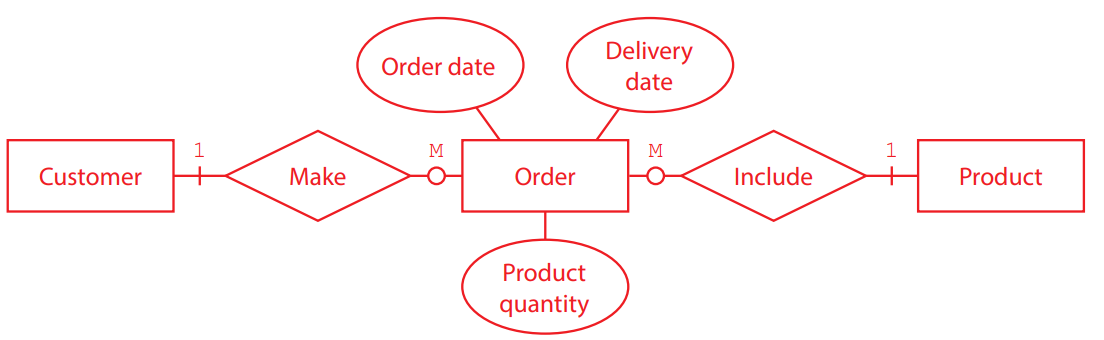 Order date
Delivery
date
1
M
M
1
Customer
Make
Order
Include
Product
Product
quantity